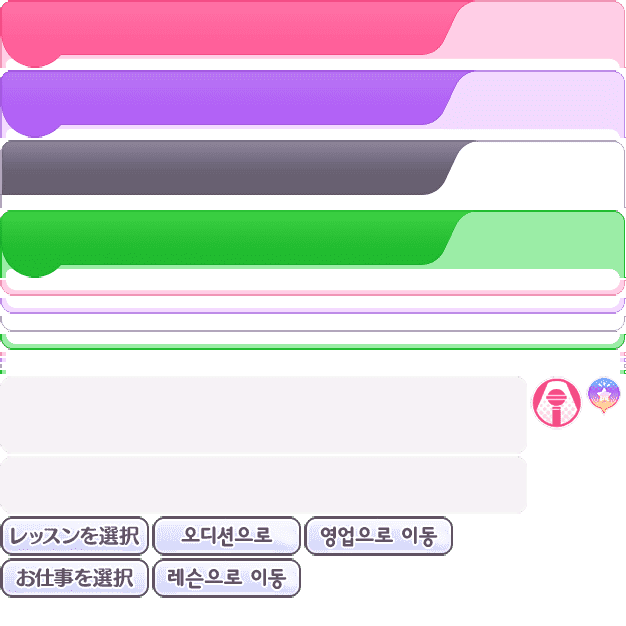 レッスンを選択
오디션으로
영업으로 이동
お仕事を選択
레슨으로 이동